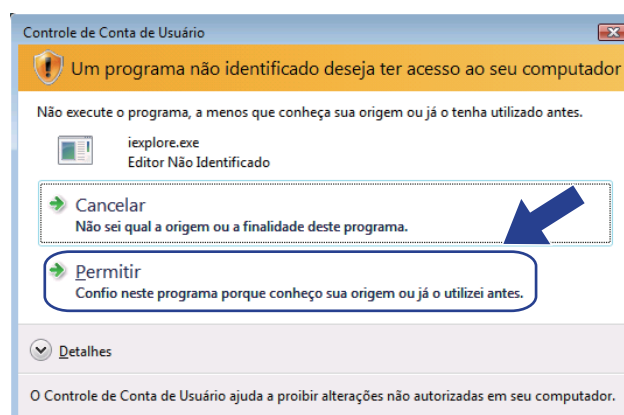 Controle de Conta de Usuário
Um programa não identificado deseja ter acesso ao seu computador
Não execute o programa, a menos que conheça sua origem ou já o tenha utilizado antes.
iexplore.exe
Editor Não Identificado
Cancelar
Não sei qual a origem ou a finalidade deste programa.
Permitir
Confio neste programa porque conheço sua origem ou já o utilizei antes.
Detalhes
O Controle de Conta de Usuário ajuda a proibir alterações não autorizadas em seu computador.